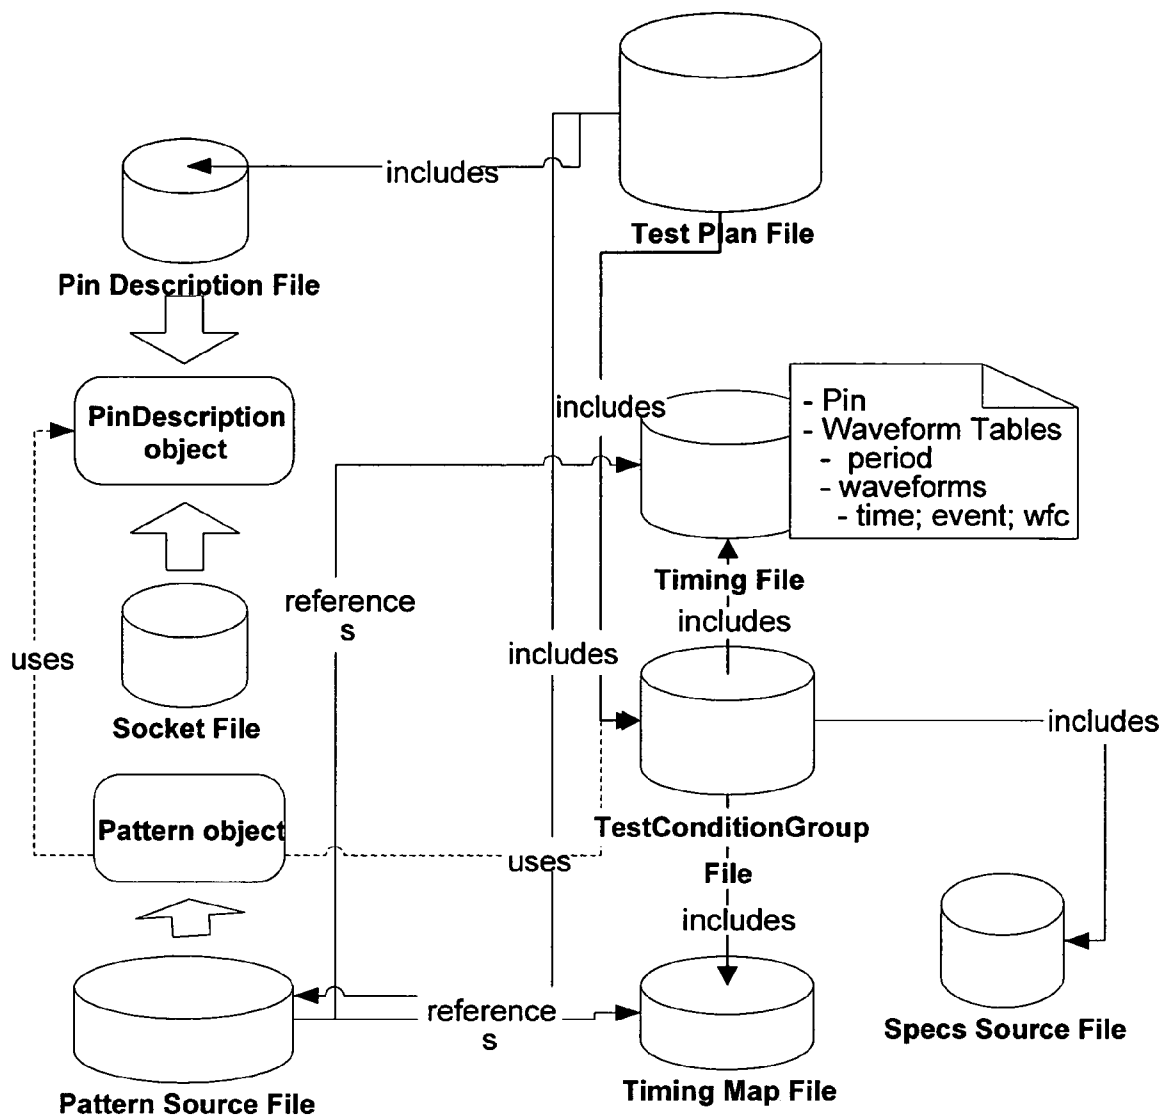 includes
Test Plan File
Pin Description File
PinDescription
object
includes
- Pin
- Waveform Tables
- period
- waveforms
- time; event; wfc
Timing File
reference
s
includes
uses
includes
Socket File
includes
Pattern object
TestConditionGroup
File
uses
includes
reference
s
Specs Source File
Timing Map File
Pattern Source File